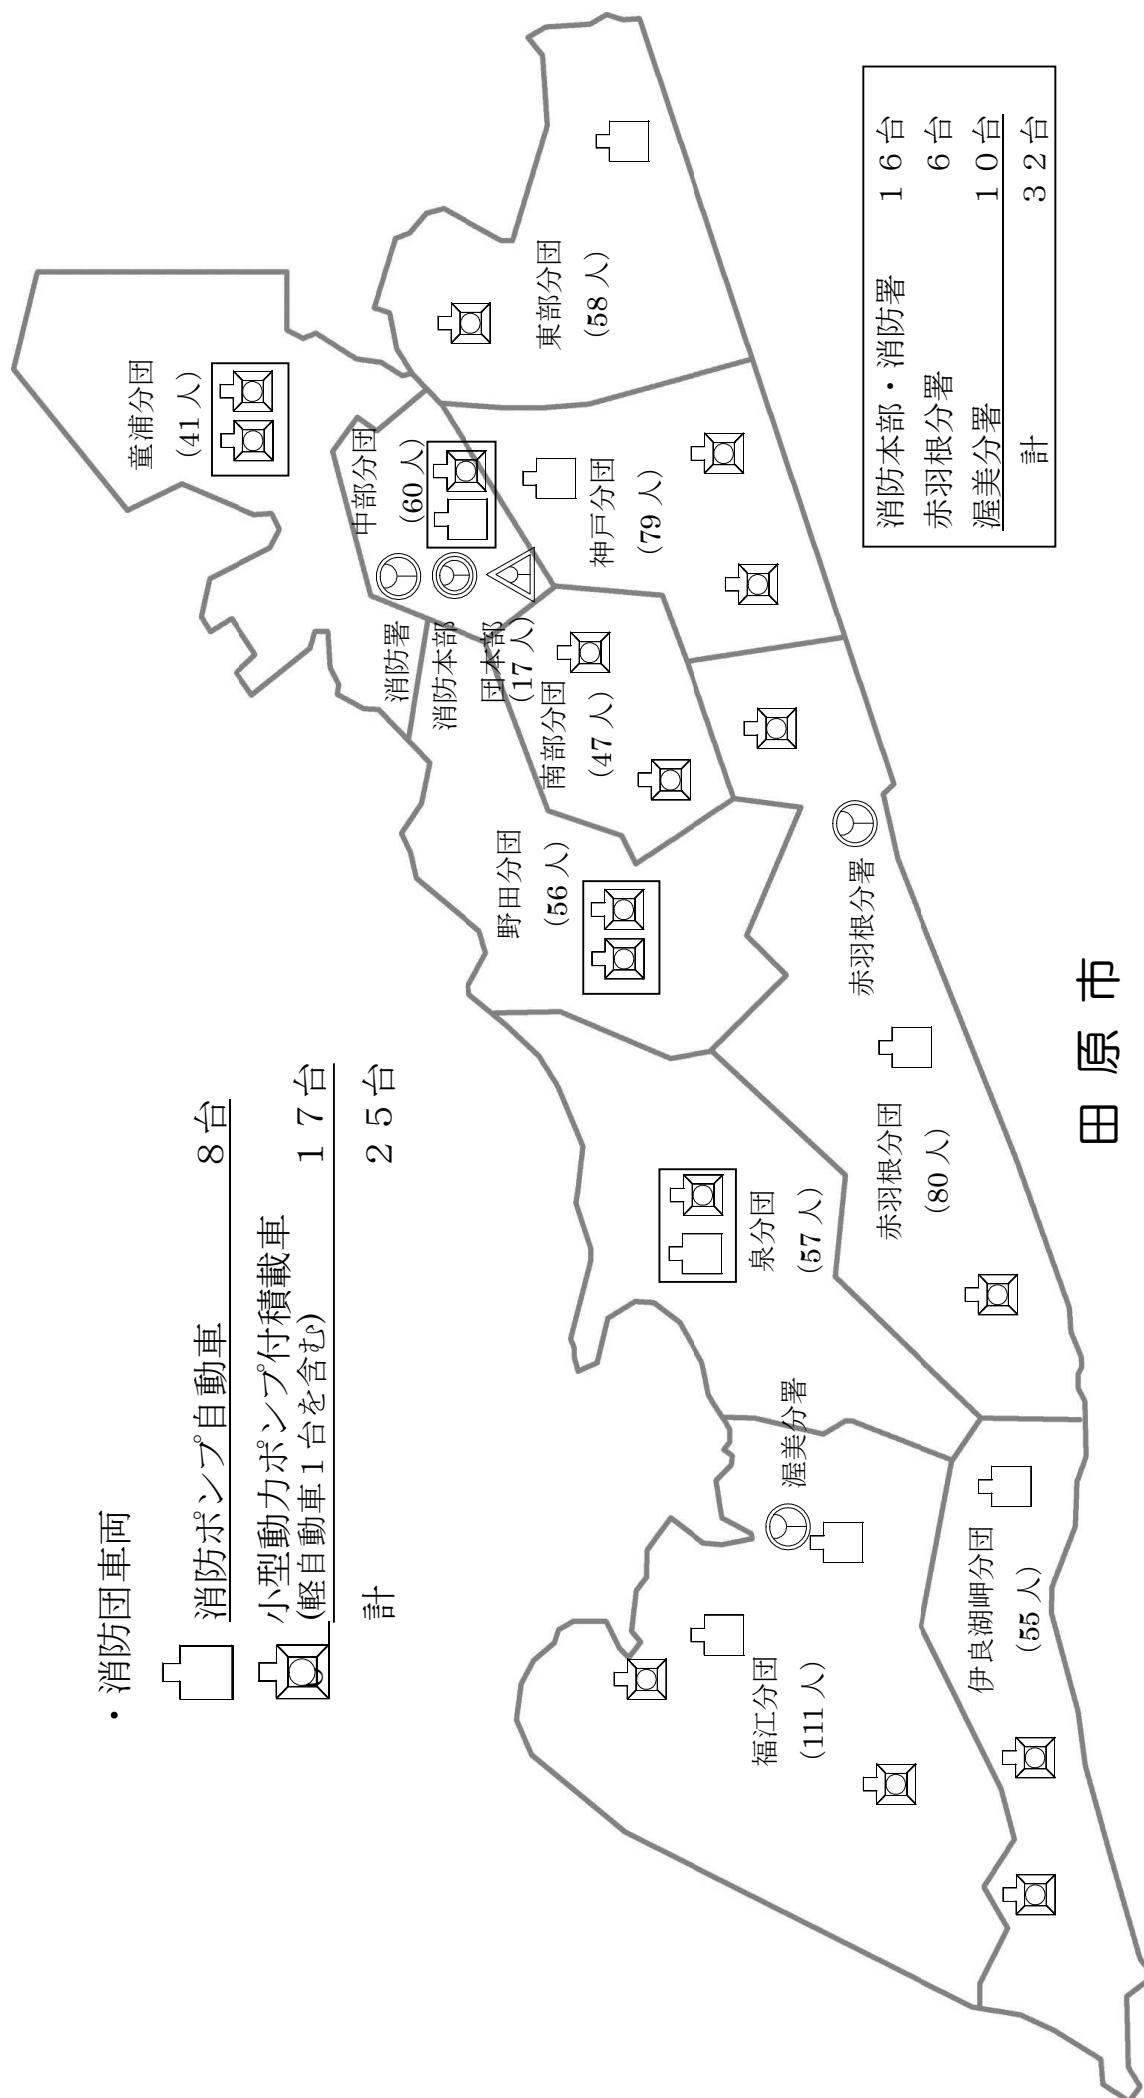 ・消防団車両
消防ポンプ自動車 ８台
小型動力ポンプ付積載車 １７台
(軽自動車１台を含む)
計 ２５台
童浦分団
(41人)
中部分団
(60人)
消防署
消防本部
団本部
(17人)
東部分団
(58人)
神戸分団
(79人)
南部分団
(47人)
野田分団
(56人)
泉分団
(57人)
赤羽根分署
赤羽根分団
(80人)
渥美分署
福江分団
(111人)
伊良湖岬分団
(55人)
消防本部・消防署 １６台
赤羽根分署 ６台
渥美分署 １０台
計 ３２台
田原市